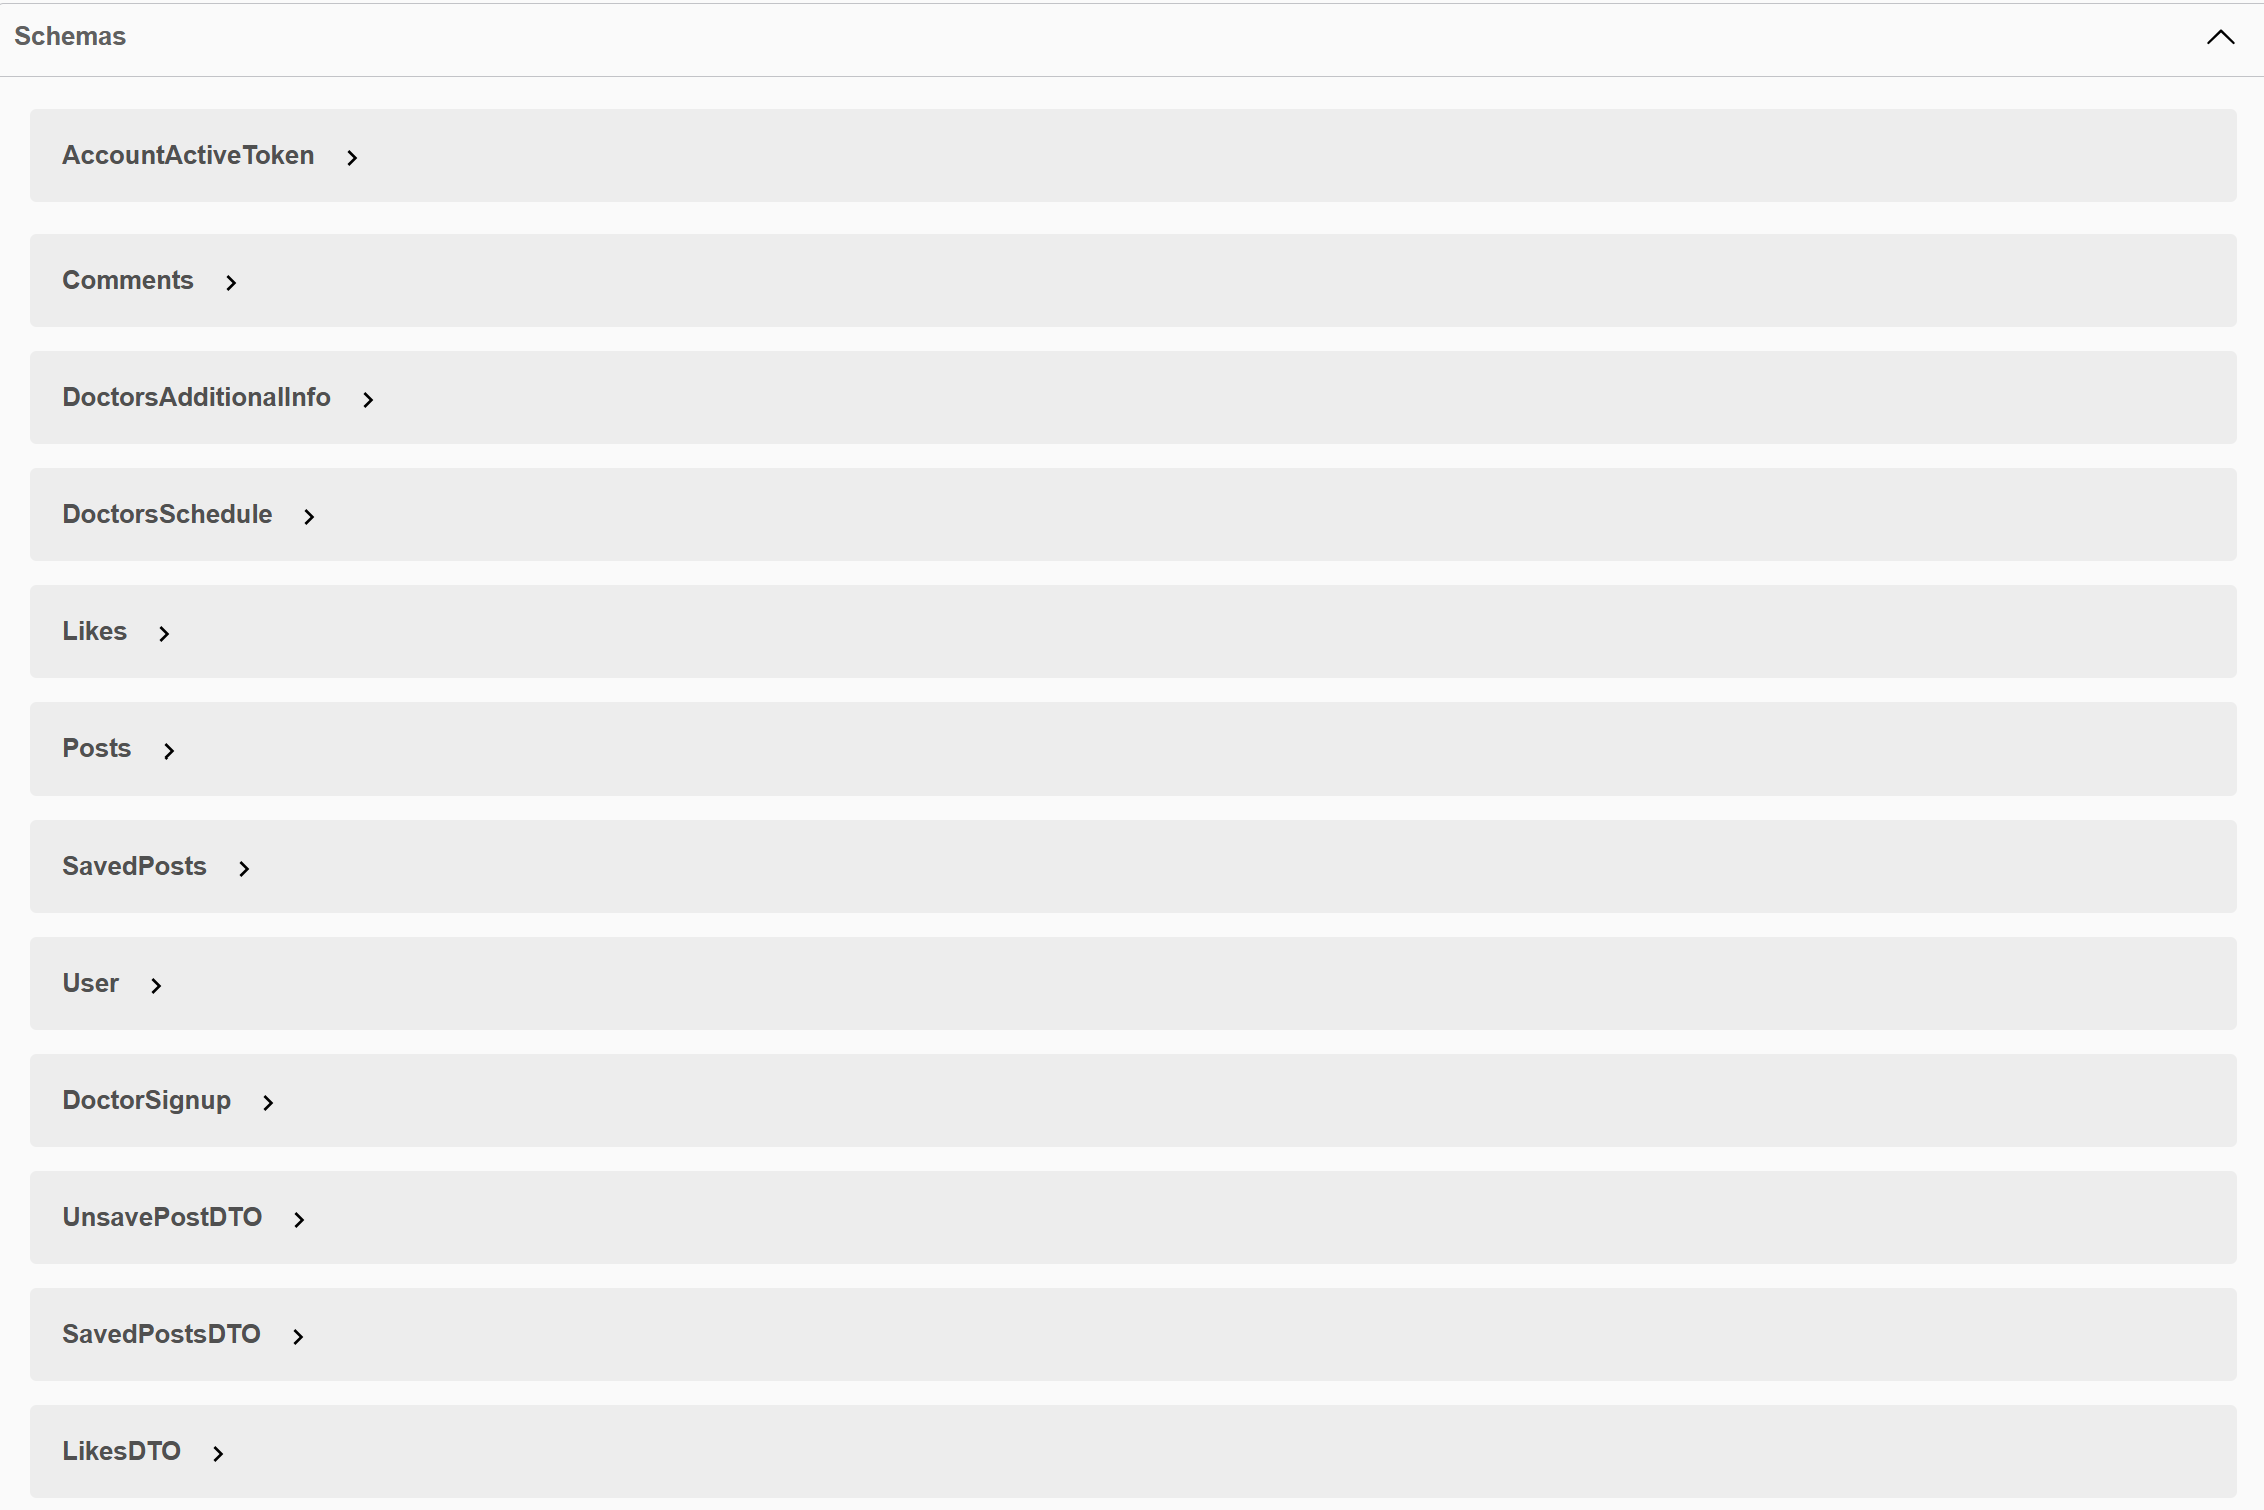 Schemas
AccountActiveToken
Comments
DoctorsAdditionalInfo
DoctorsSchedule
Likes
Posts
SavedPosts
User
DoctorSignup
UnsavePostDTO
SavedPostsDTO
LikesDTO